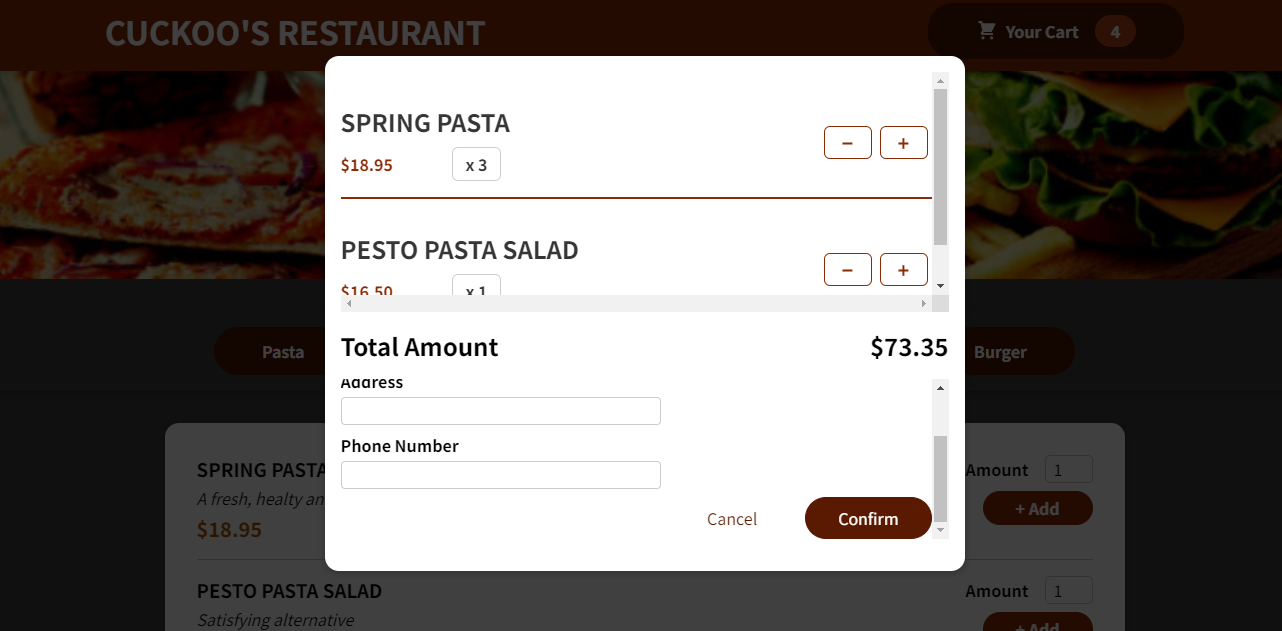 CUCKOO'S RESTAURANT
Your Cart 4
SPRING PASTA
− +
$18.95 x 3
PESTO PASTA SALAD
− +
$16.50 x 1
Total Amount $73.35
Pasta Burger
Address
Phone Number
Cancel Confirm
SPRING PASTA Amount 1
A fresh, healty an
+ Add
$18.95
PESTO PASTA SALAD Amount 1
Satisfying alternative
+ Add